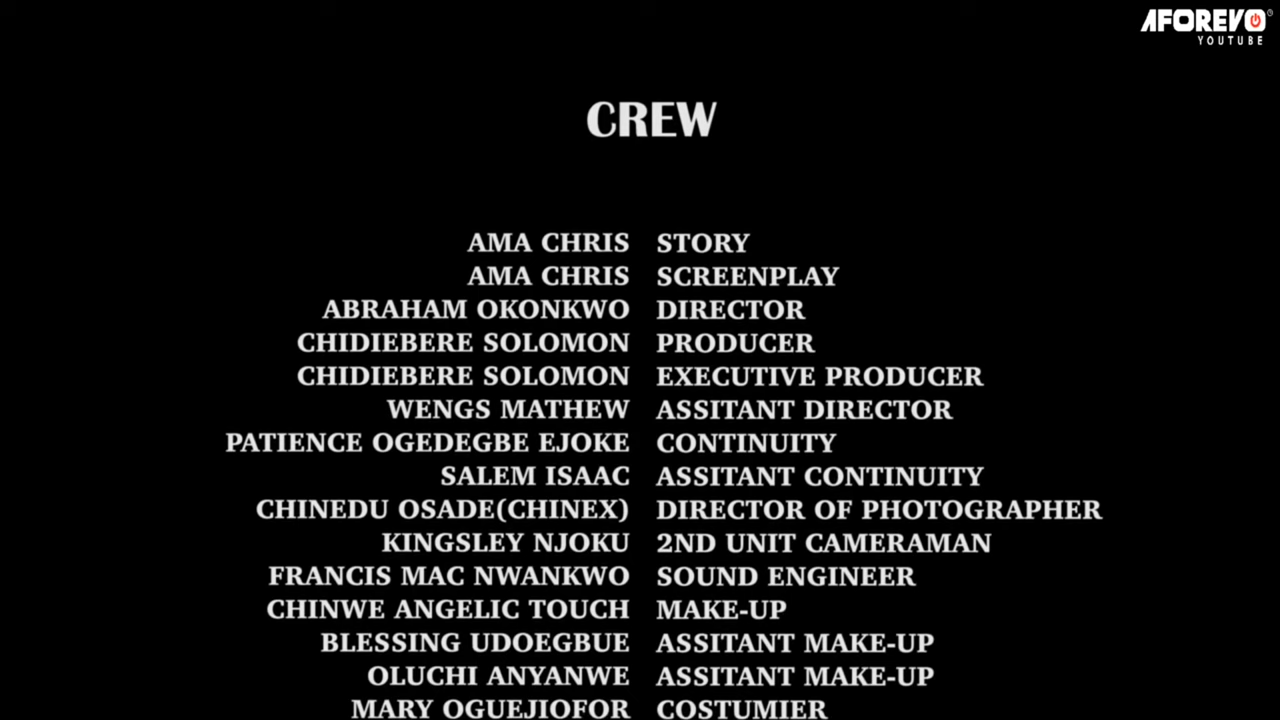 AFOREVO
YOUTUBE
CREW
AMA CHRIS STORY
AMA CHRIS SCREENPLAY
ABRAHAM OKONKWO DIRECTOR
CHIDIEBERE SOLOMON PRODUCER
CHIDIEBERE SOLOMON EXECUTIVE PRODUCER
WENGS MATHEW ASSITANT DIRECTOR
PATIENCE OGEDEGBE EJOKE CONTINUITY
SALEM ISAAC ASSITANT CONTINUITY
CHINEDU OSADE(CHINEX) DIRECTOR OF PHOTOGRAPHER
KINGSLEY NJOKU 2ND UNIT CAMERAMAN
FRANCIS MAC NWANKWO SOUND ENGINEER
CHINWE ANGELIC TOUCH MAKE-UP
BLESSING UDOEGBUE ASSITANT MAKE-UP
OLUCHI ANYANWE ASSITANT MAKE-UP
MARY OGUEJIOFOR COSTUMIER